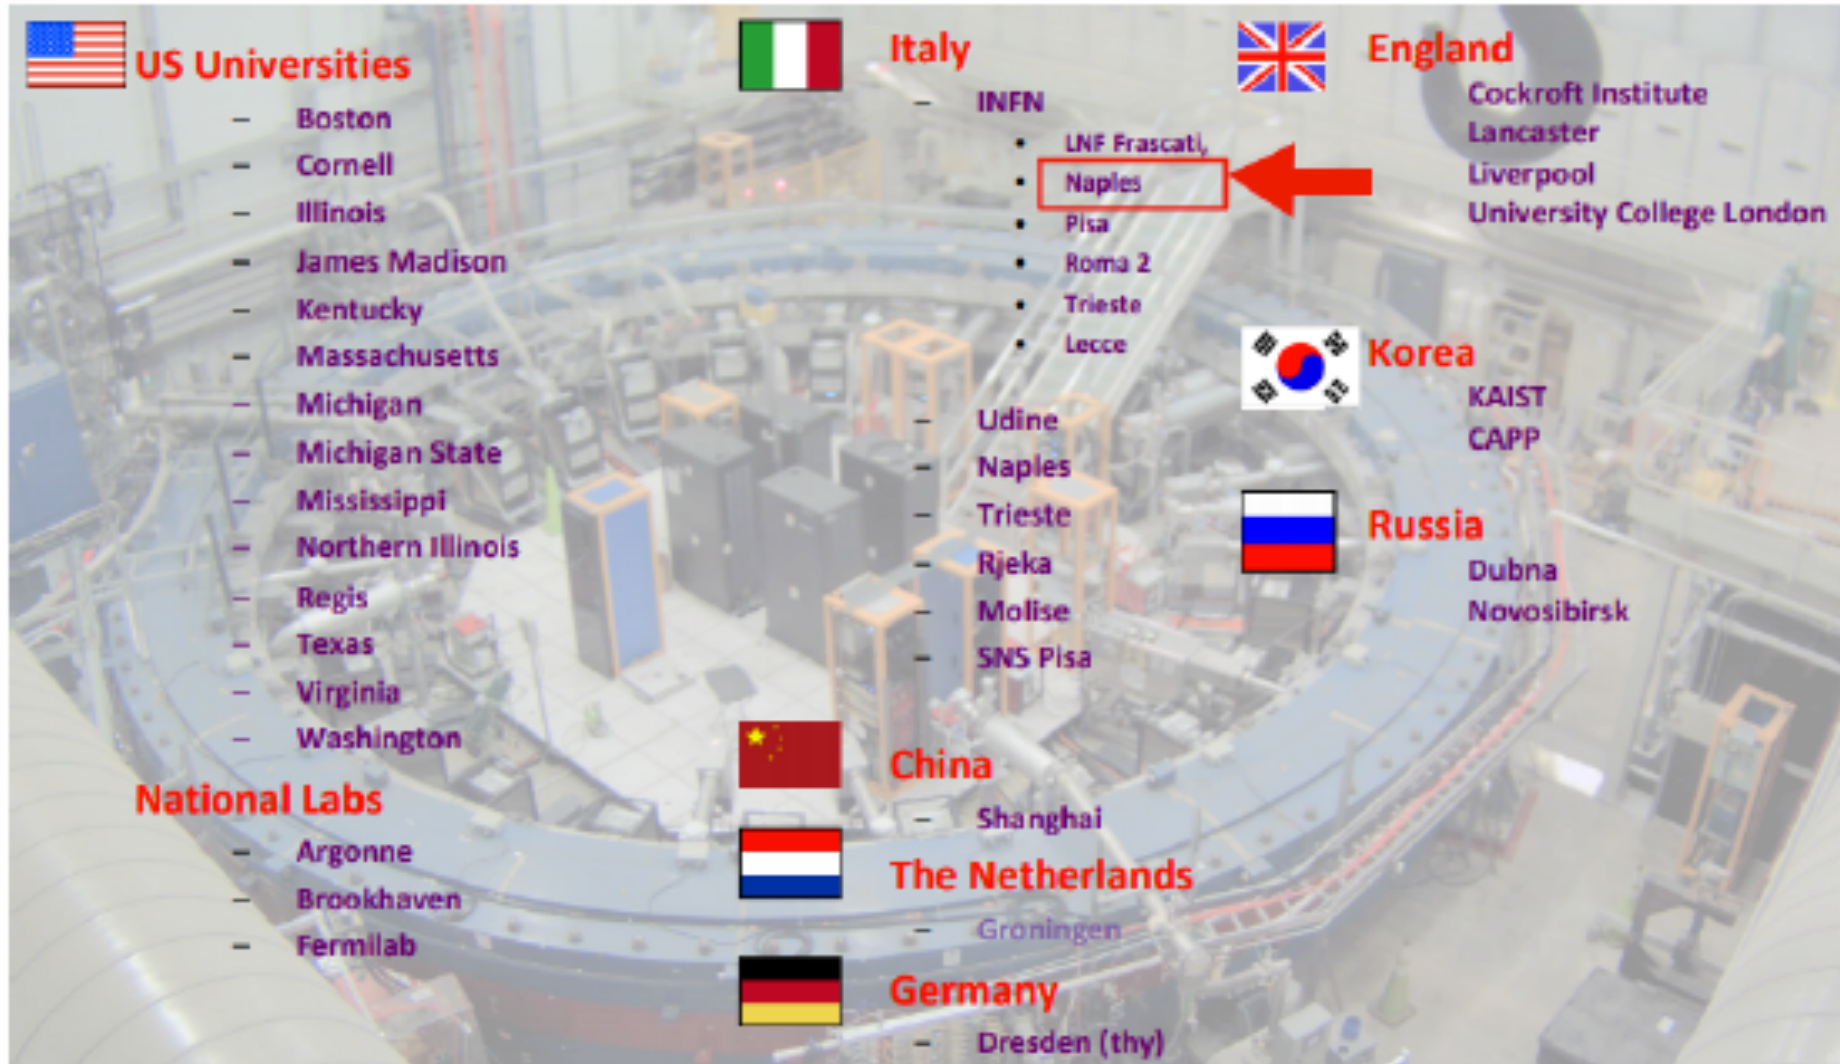 US Universities
– Boston
– Cornell
– Illinois
– James Madison
– Kentucky
– Massachusetts
– Michigan
– Michigan State
– Mississippi
– Northern Illinois
– Regis
– Texas
– Virginia
– Washington
National Labs
– Argonne
– Brookhaven
– Fermilab
Italy
– INFN
• LNF Frascati,
• Naples
• Pisa
• Roma 2
• Trieste
• Lecce
– Udine
– Naples
– Trieste
– Rjeka
– Molise
– SNS Pisa
China
– Shanghai
The Netherlands
– Groningen
Germany
– Dresden (thy)
England
Cockroft Institute
Lancaster
Liverpool
University College London
Korea
KAIST
CAPP
Russia
Dubna
Novosibirsk